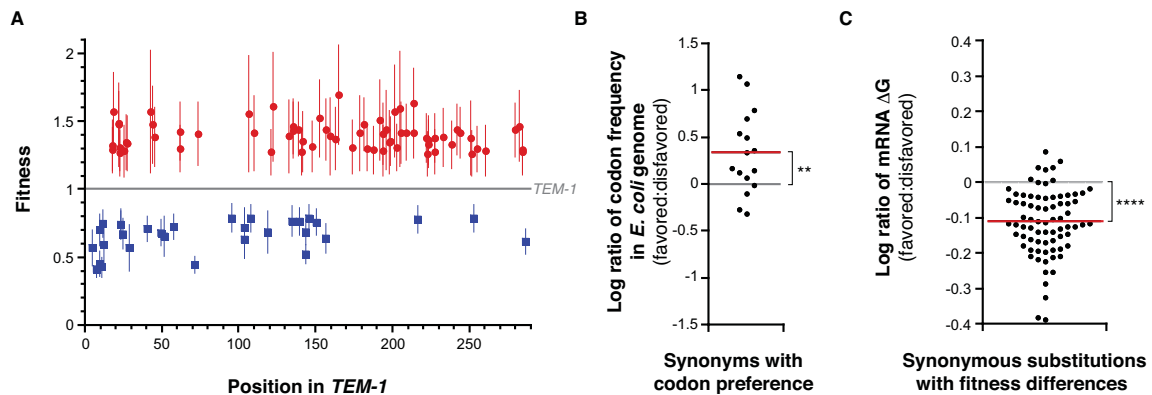 A
Fitness
2
1.5
1
0.5
0
TEM-1
0
50
100
150
200
250
Position in TEM-1
B
Log ratio of codon frequency
in E. coli genome
(favored:disfavored)
1.5
1
0.5
0
-0.5
-1
-1.5
**
Synonyms with
codon preference
C
Log ratio of mRNA ΔG
(favored:disfavored)
0.4
0.3
0.2
0.1
0
-0.1
-0.2
-0.3
-0.4
****
Synonymous substitutions
with fitness differences